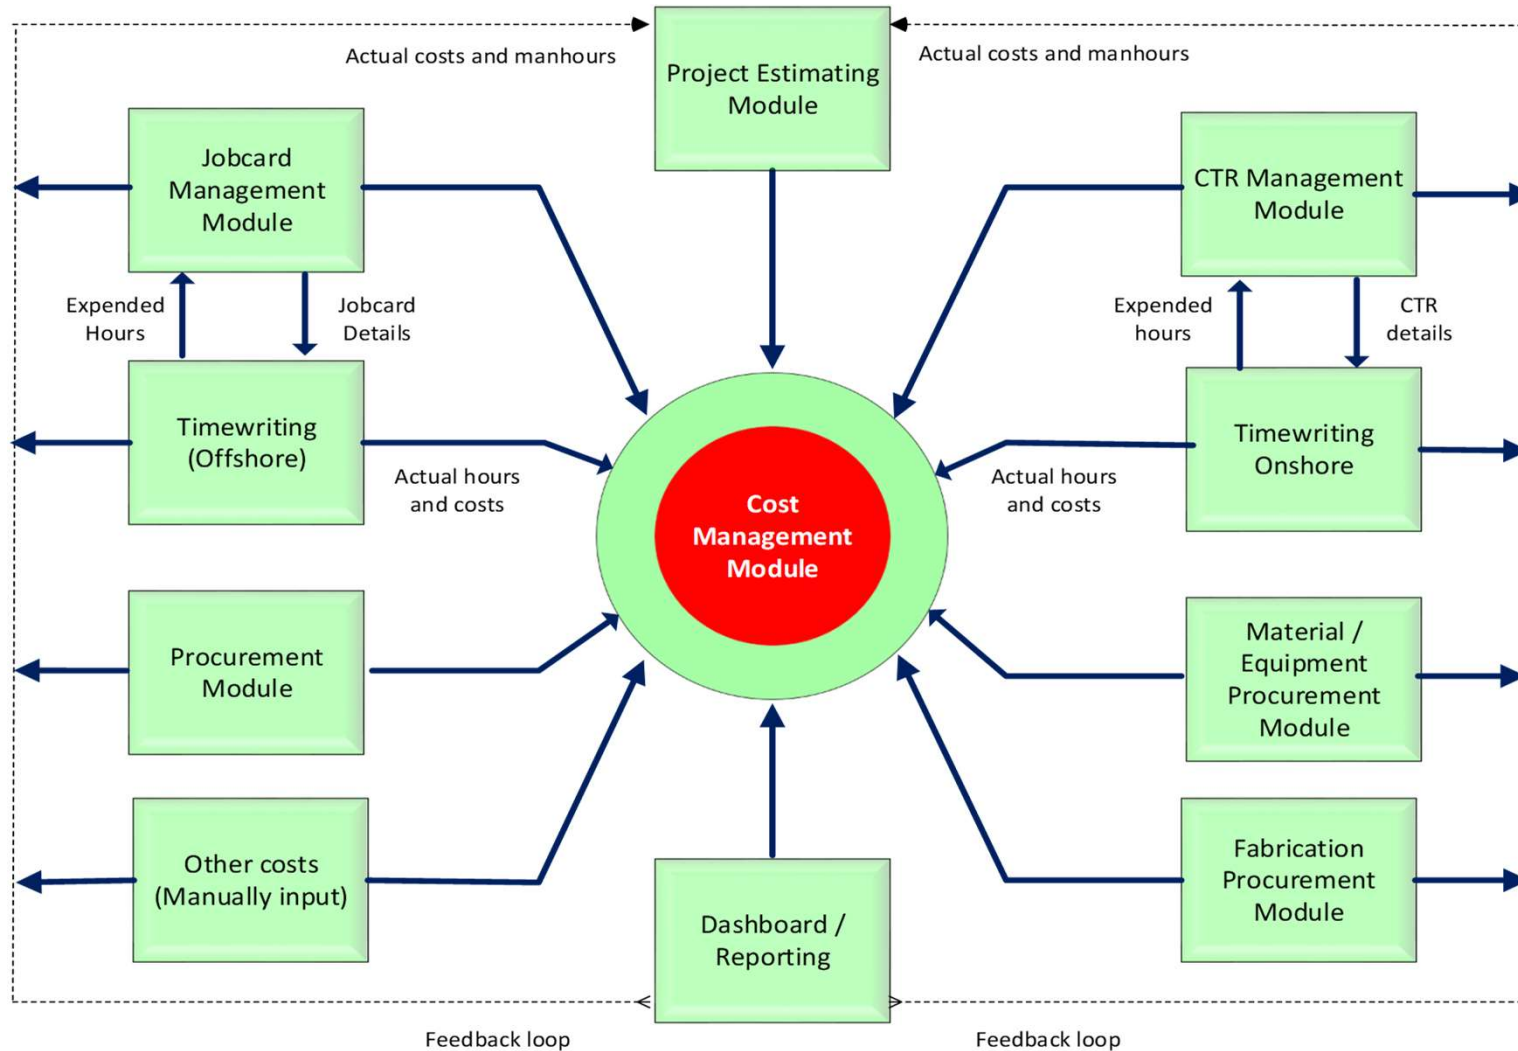 Actual costs and manhours
Project Estimating
Module
Actual costs and manhours
Jobcard
Management
Module
CTR Management
Module
Expended
Hours
Jobcard
Details
Expended
hours
CTR
details
Timewriting
(Offshore)
Actual hours
and costs
Cost
Management
Module
Actual hours
and costs
Timewriting
Onshore
Procurement
Module
Material /
Equipment
Procurement
Module
Other costs
(Manually input)
Dashboard /
Reporting
Fabrication
Procurement
Module
Feedback loop
Feedback loop